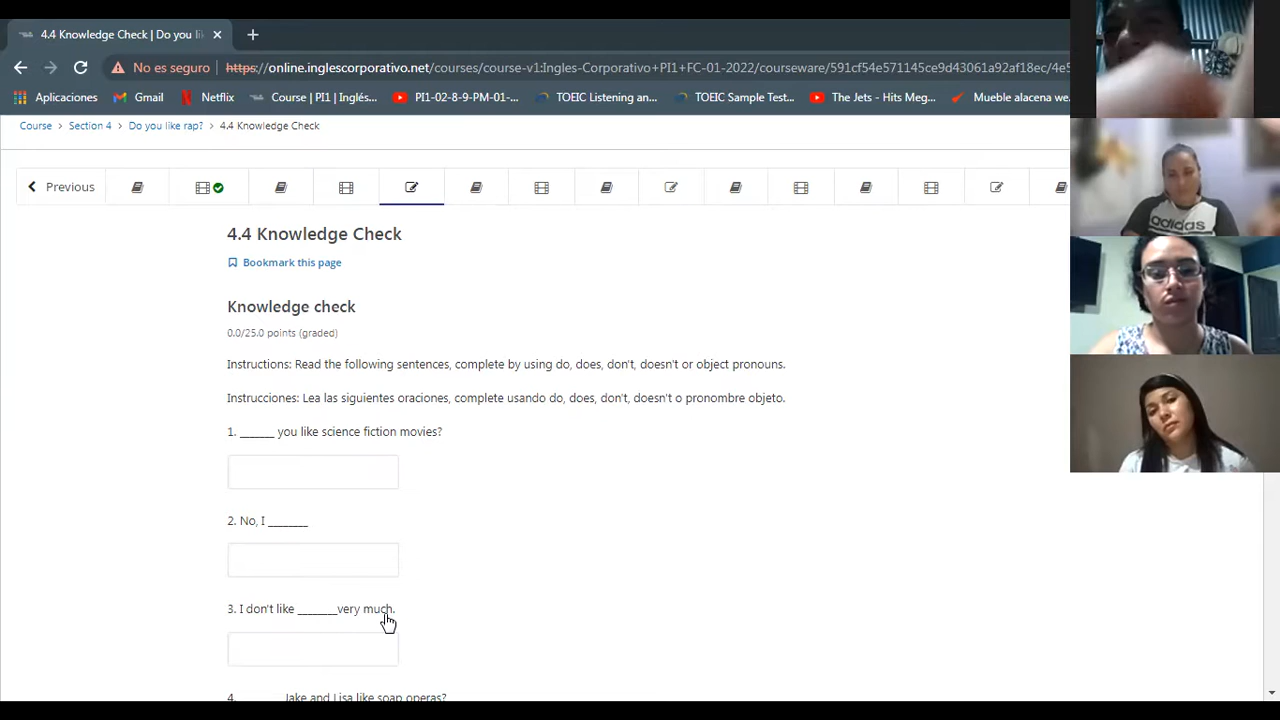 4.4 Knowledge Check | Do you li
No es seguro
https://online.inglescorporativo.net/courses/course-v1:Ingles-Corporativo+PI1+FC-01-2022/courseware/591cf54e571145ce9d43061a92af18ec/4e5
Aplicaciones
Gmail
Netflix
Course | PI1 | Inglés...
PI1-02-8-9-PM-01-...
TOEIC Listening an...
TOEIC Sample Test...
The Jets - Hits Meg...
Mueble alacena we...
Course > Section 4 > Do you like rap? > 4.4 Knowledge Check
Previous
4.4 Knowledge Check
Bookmark this page
Knowledge check
0.0/25.0 points (graded)
Instructions: Read the following sentences, complete by using do, does, don't, doesn't or object pronouns.
Instrucciones: Lea las siguientes oraciones, complete usando do, does, don't, doesn't o pronombre objeto.
1. _______ you like science fiction movies?
2. No, I ________
3. I don't like ________very much.
4. Jake and Lisa like soap operas?
adidas